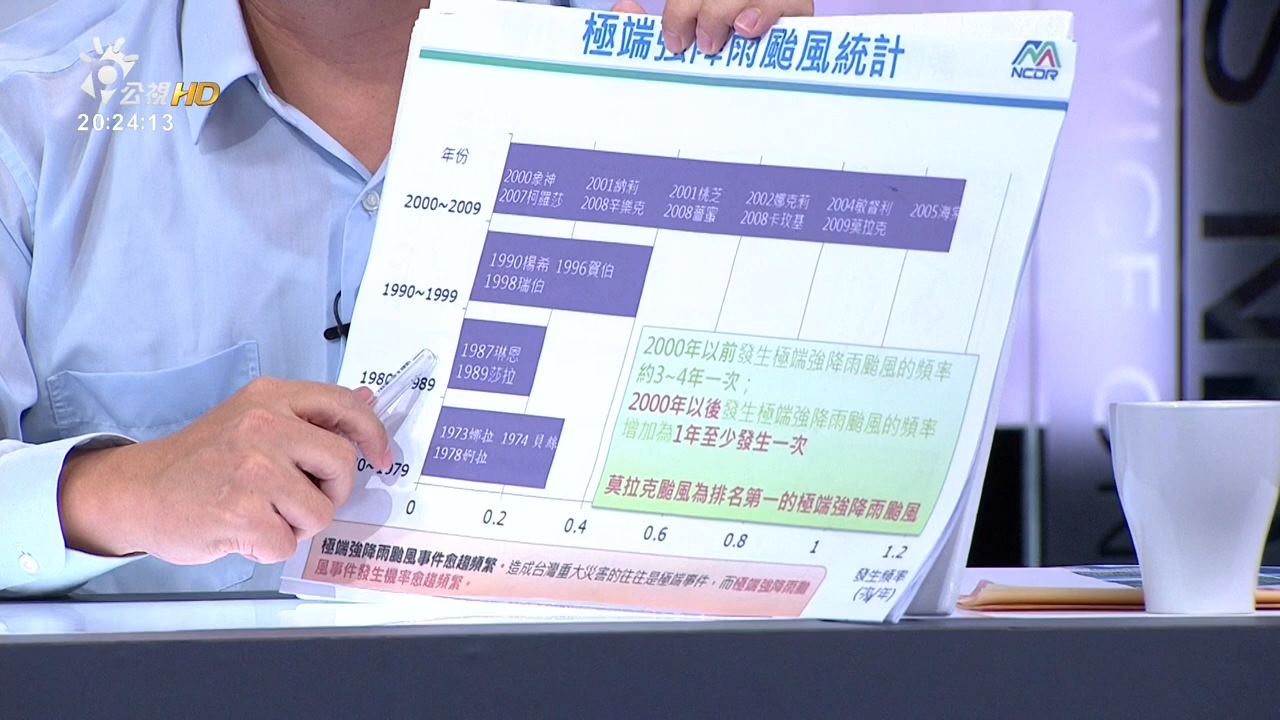 公視HD
20:24:13
極端強降雨颱風統計
NCDR
年份
2000~2009
2000象神 2001納利 2001桃芝 2002娜克莉 2004敏督利 2005海棠
2007柯羅莎 2008辛樂克 2008薔蜜 2008卡玫基 2009莫拉克
1990~1999
1990楊希 1996賀伯
1998瑞伯
1987琳恩
1989莎拉
1973娜拉 1974貝絲
1978婀拉
2000年以前發生極端強降雨颱風的頻率
約3~4年一次；
2000年以後發生極端強降雨颱風的頻率
增加為1年至少發生一次
莫拉克颱風為排名第一的極端強降雨颱風
0 0.2 0.4 0.6 0.8 1 1.2
發生頻率
(次/年)
極端強降雨颱風事件愈趨頻繁。造成台灣重大災害的往往是極端事件，而極端強降雨颱
風事件發生機率愈趨頻繁。